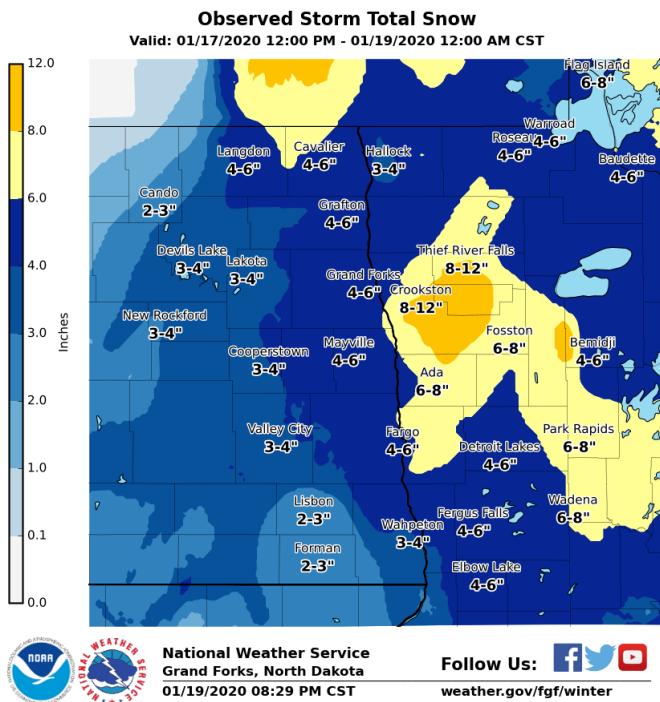 Observed Storm Total Snow
Valid: 01/17/2020 12:00 PM - 01/19/2020 12:00 AM CST
12.0
8.0
6.0
4.0
3.0
2.0
1.0
0.1
0.0
Inches
Flag Island
6-8"
Warroad
4-6"
Roseau
4-6"
Baudette
4-6"
Langdon
4-6"
Cavalier
4-6"
Hallock
3-4"
Cando
2-3"
Grafton
4-6"
Devils Lake
3-4"
Lakota
3-4"
Thief River Falls
8-12"
Grand Forks
4-6"
Crookston
8-12"
New Rockford
3-4"
Fosston
6-8"
Bemidji
4-6"
Cooperstown
3-4"
Mayville
4-6"
Ada
6-8"
Valley City
3-4"
Fargo
4-6"
Detroit Lakes
4-6"
Park Rapids
6-8"
Lisbon
2-3"
Wahpeton
3-4"
Fergus Falls
4-6"
Wadena
6-8"
Forman
2-3"
Elbow Lake
4-6"
NOAA
NATIONAL WEATHER SERVICE
National Weather Service
Grand Forks, North Dakota
01/19/2020 08:29 PM CST
Follow Us:
weather.gov/fgf/winter